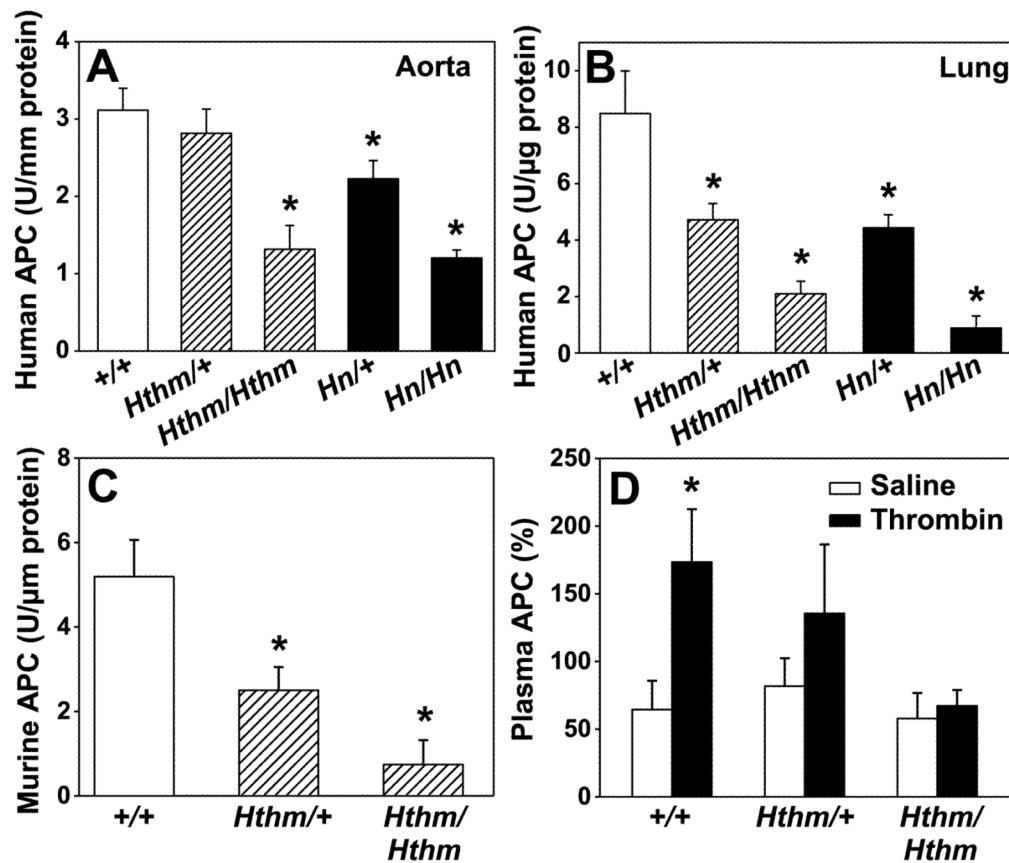 A
Aorta
Human APC (U/mm protein)
4
3
2
1
0
*
*
*
+/+
Hthm/+
Hthm/Hthm
Hn/+
Hn/Hn
B
Lung
Human APC (U/µg protein)
10
8
6
4
2
0
*
*
*
*
+/+
Hthm/+
Hthm/Hthm
Hn/+
Hn/Hn
C
Murine APC (U/µm protein)
8
6
4
2
0
*
*
+/+
Hthm/+
Hthm/
Hthm
D
Saline
Thrombin
Plasma APC (%)
250
200
150
100
50
0
*
+/+
Hthm/+
Hthm/
Hthm